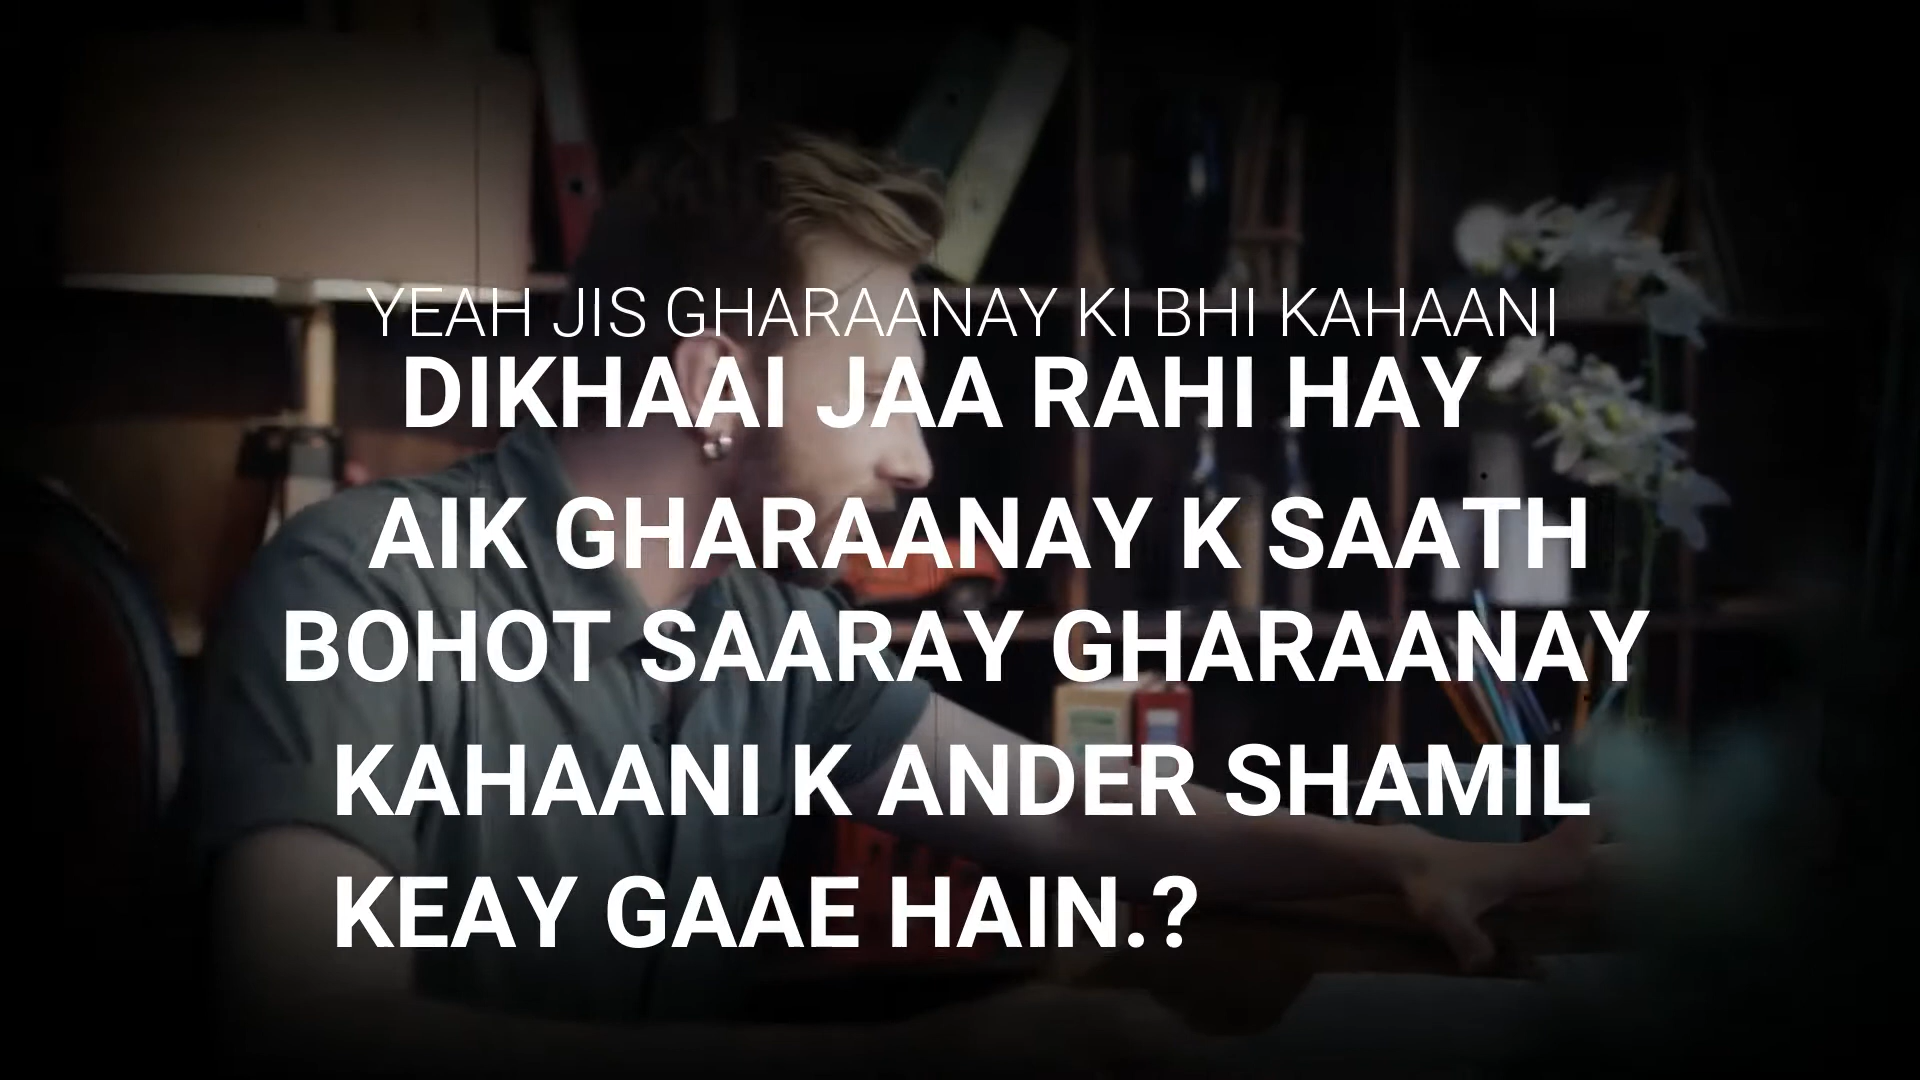 YEAH JIS GHARAANAY KI BHI KAHAANI
DIKHAAI JAA RAHI HAY
AIK GHARAANAY K SAATH
BOHOT SAARAY GHARAANAY
KAHAANI K ANDER SHAMIL
KEAY GAAE HAIN.?